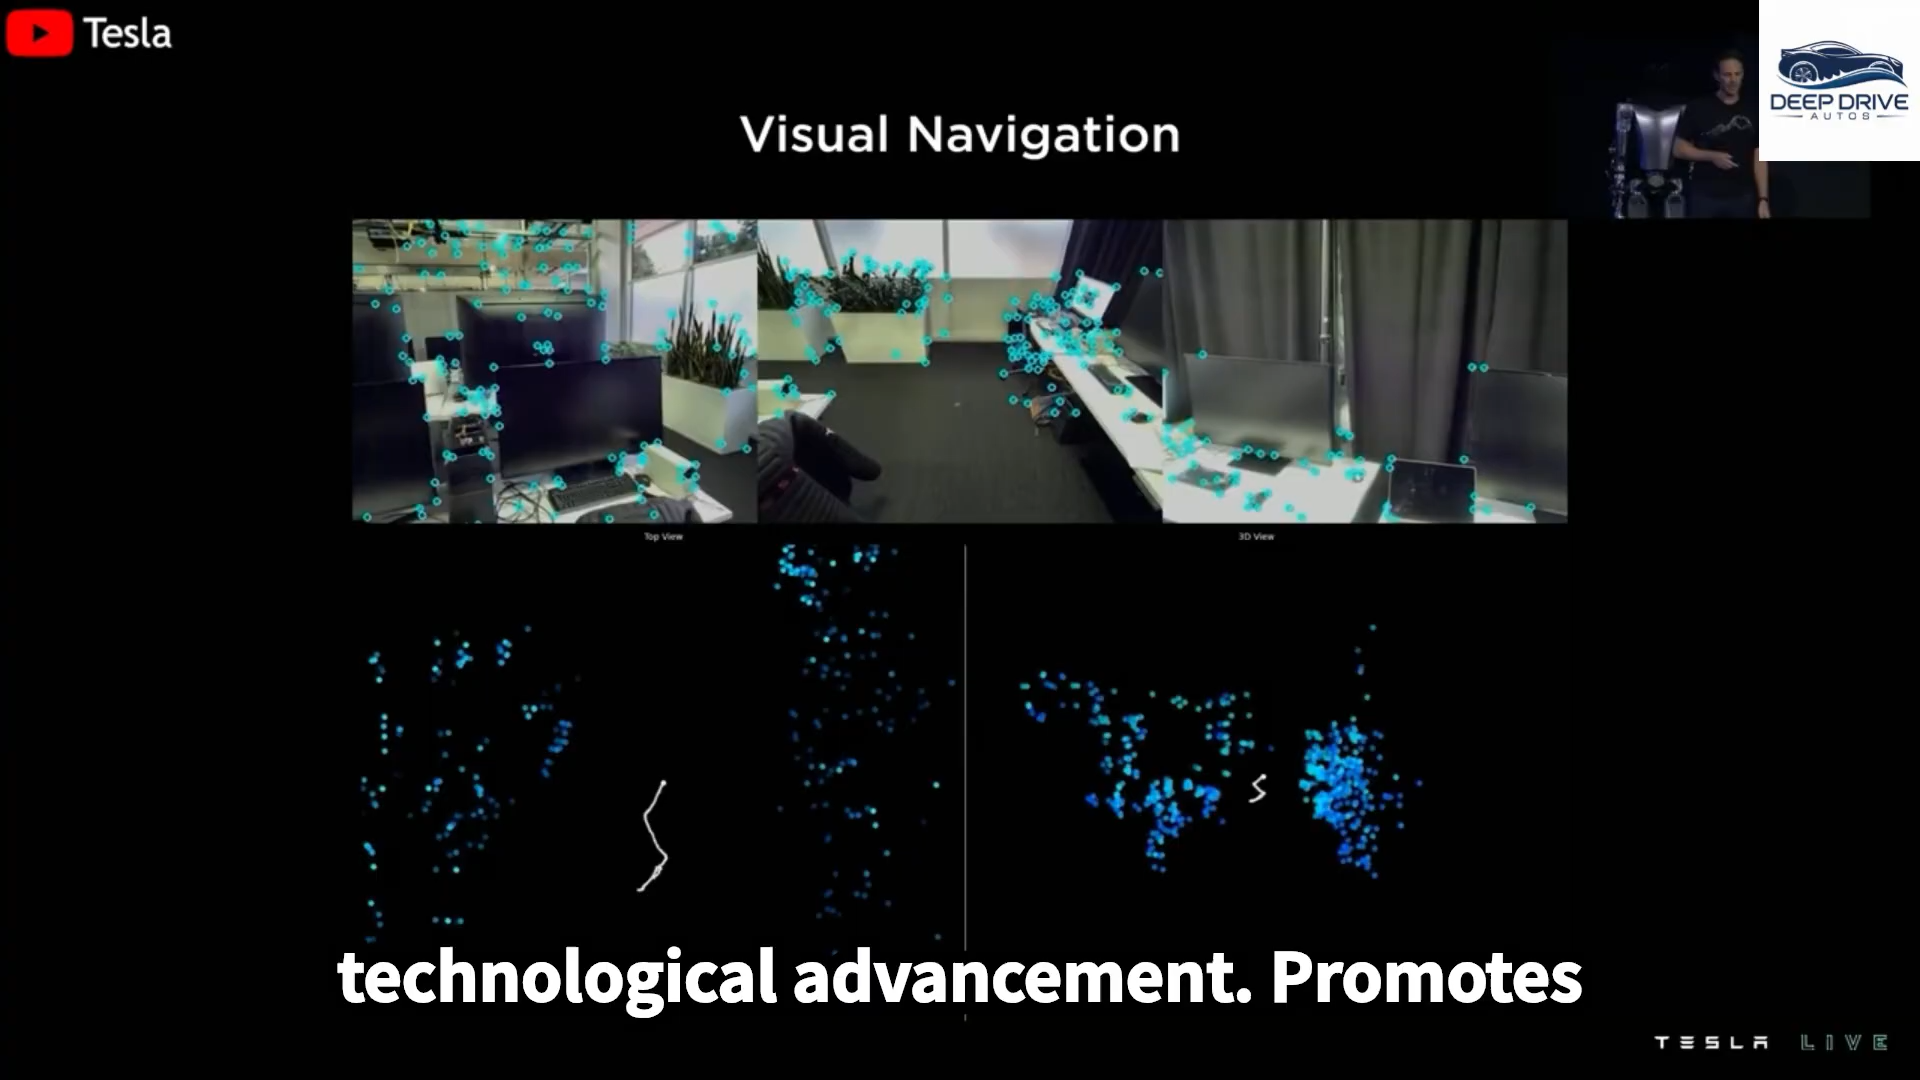 Tesla
DEEP DRIVE
AUTOS
Visual Navigation
Top View
3D View
technological advancement. Promotes
TESLA LIVE